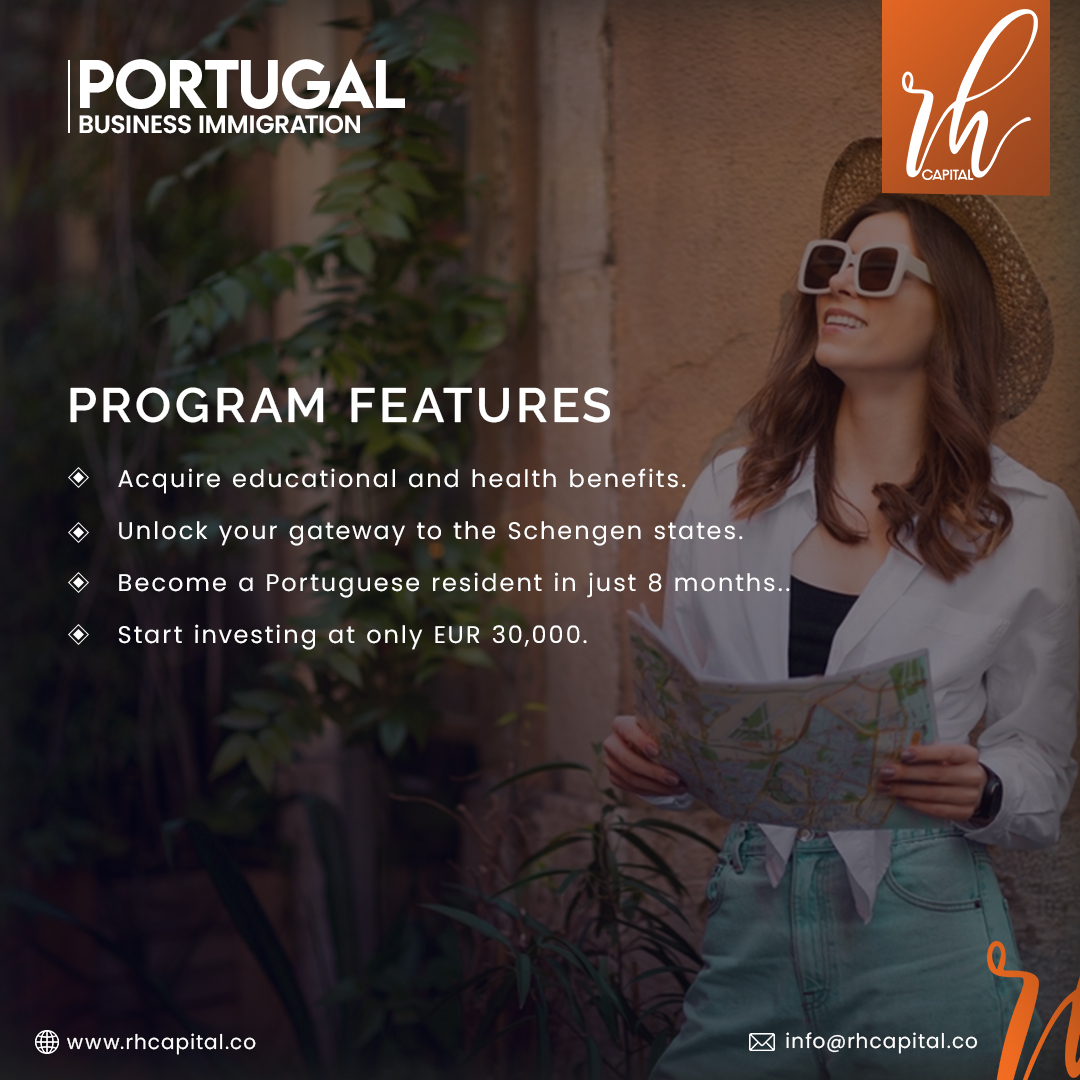 PORTUGAL
BUSINESS IMMIGRATION
rh
CAPITAL
PROGRAM FEATURES
Acquire educational and health benefits.
Unlock your gateway to the Schengen states.
Become a Portuguese resident in just 8 months..
Start investing at only EUR 30,000.
www.rhcapital.co
info@rhcapital.co